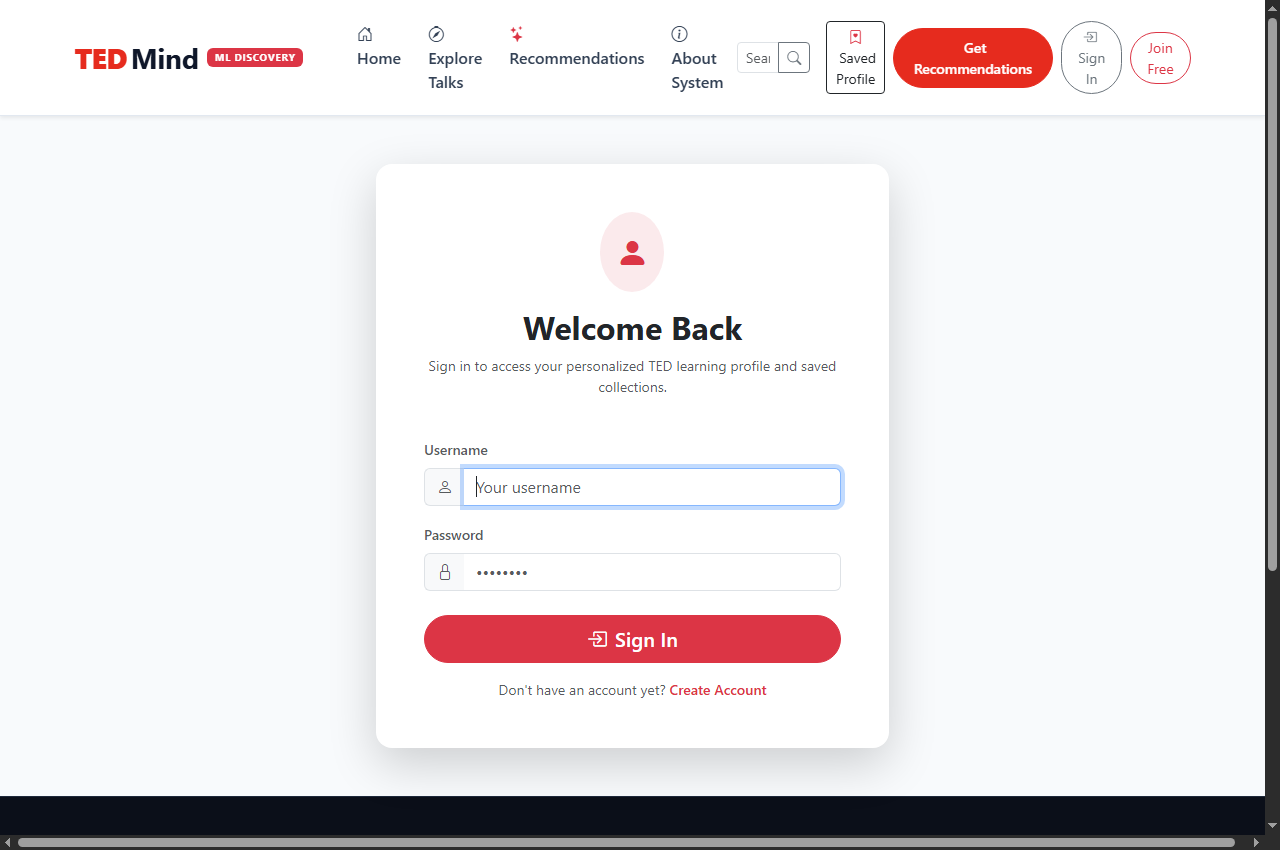 TEDMind ML DISCOVERY
Home
Explore
Talks
Recommendations
About
System
Sear
Saved
Profile
Get
Recommendations
Sign
In
Join
Free
Welcome Back
Sign in to access your personalized TED learning profile and saved
collections.
Username
Your username
Password
••••••••
Sign In
Don't have an account yet? Create Account